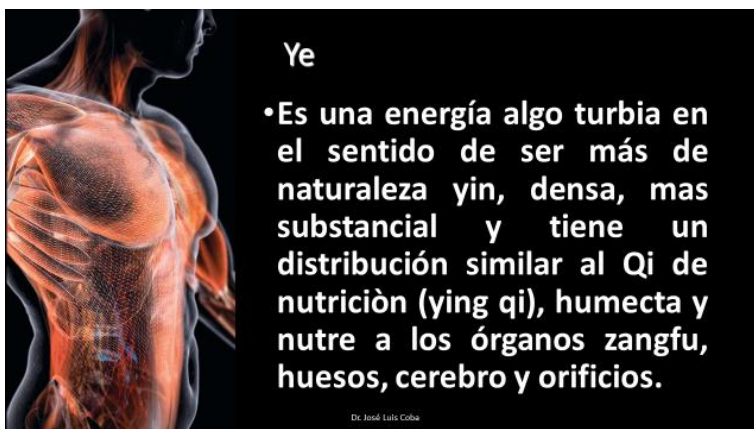 Ye
•Es una energía algo turbia en
el sentido de ser más de
naturaleza yin, densa, mas
substancial y tiene un
distribución similar al Qi de
nutriciòn (ying qi), humecta y
nutre a los órganos zangfu,
huesos, cerebro y orificios.
Dr. José Luis Coba